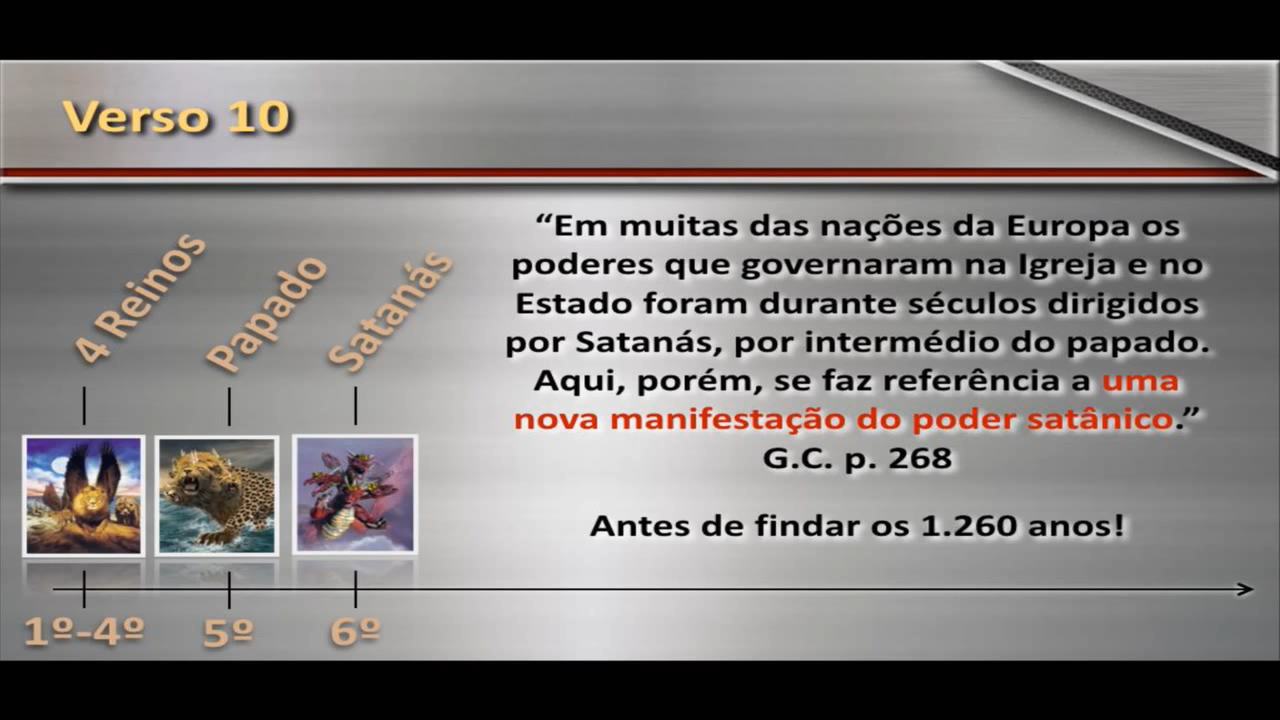 Verso 10
4 Reinos
Papado
Satanás
“Em muitas das nações da Europa os
poderes que governaram na Igreja e no
Estado foram durante séculos dirigidos
por Satanás, por intermédio do papado.
Aqui, porém, se faz referência a uma
nova manifestação do poder satânico.”
G.C. p. 268
Antes de findar os 1.260 anos!
1º-4º
5º
6º